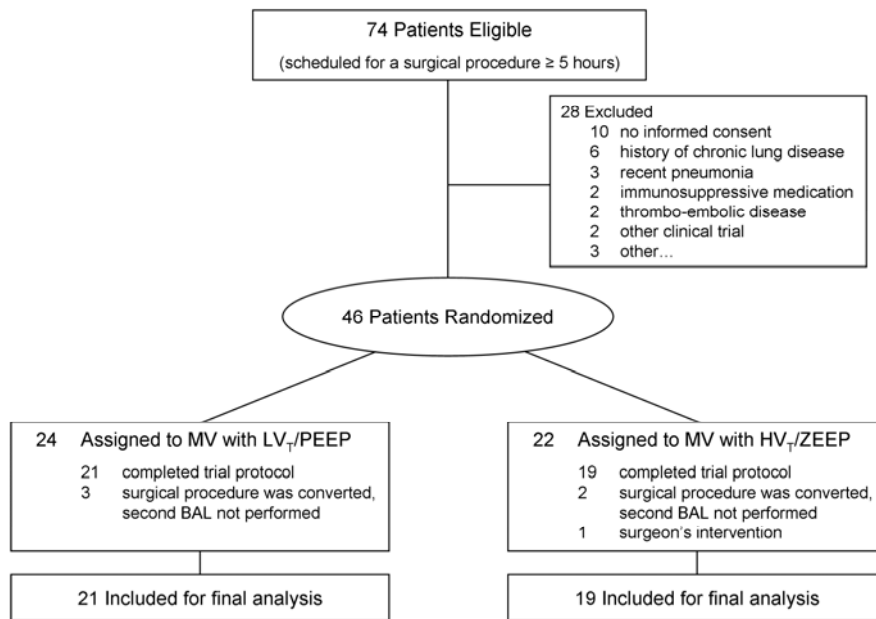 74 Patients Eligible
(scheduled for a surgical procedure ≥ 5 hours)
28 Excluded
10 no informed consent
6 history of chronic lung disease
3 recent pneumonia
2 immunosuppressive medication
2 thrombo-embolic disease
2 other clinical trial
3 other…
46 Patients Randomized
24 Assigned to MV with LVT/PEEP
21 completed trial protocol
3 surgical procedure was converted,
second BAL not performed
22 Assigned to MV with HVT/ZEEP
19 completed trial protocol
2 surgical procedure was converted,
second BAL not performed
1 surgeon's intervention
21 Included for final analysis
19 Included for final analysis